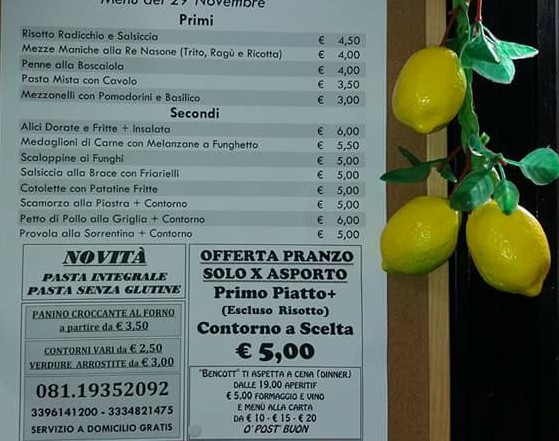 Menù del 29 Novembre
Primi
Risotto Radicchio e Salsiccia € 4,50
Mezze Maniche alla Re Nasone (Trito, Ragù e Ricotta) € 4,00
Penne alla Boscaiola € 4,00
Pasta Mista con Cavolo € 3,50
Mezzanelli con Pomodorini e Basilico € 3,00
Secondi
Alici Dorate e Fritte + Insalata € 6,00
Medaglioni di Carne con Melanzane a Funghetto € 5,50
Scaloppine ai Funghi € 5,00
Salsiccia alla Brace con Friarielli € 5,00
Cotolette con Patatine Fritte € 5,00
Scamorza alla Piastra + Contorno € 5,00
Petto di Pollo alla Griglia + Contorno € 6,00
Provola alla Sorrentina + Contorno € 5,00
NOVITÀ
PASTA INTEGRALE
PASTA SENZA GLUTINE
PANINO CROCCANTE AL FORNO
a partire da € 3,50
CONTORNI VARI da € 2,50
VERDURE ARROSTITE da € 3,00
081.19352092
3396141200 - 3334821475
SERVIZIO A DOMICILIO GRATIS
OFFERTA PRANZO
SOLO X ASPORTO
Primo Piatto+
(Escluso Risotto)
Contorno a Scelta
€ 5,00
"BENCOTT" TI ASPETTA A CENA (DINNER)
DALLE 19,00 APERITIF
€ 5,00 FORMAGGIO E VINO
E MENÙ ALLA CARTA
DA € 10 - € 15 - € 20
O' POST BUON